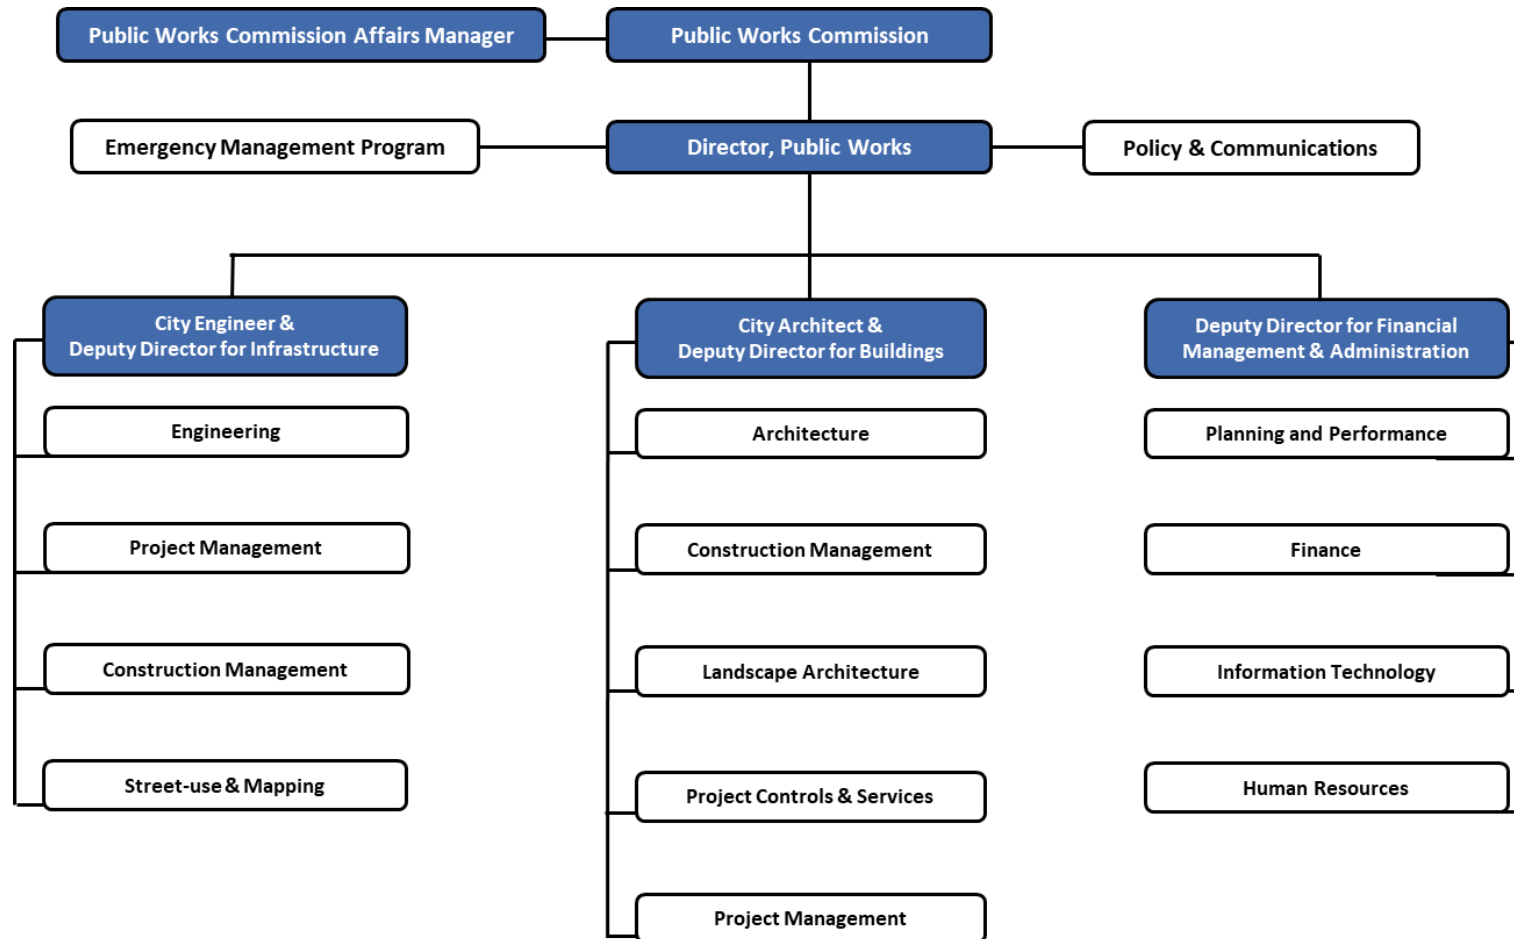 Public Works Commission Affairs Manager
Public Works Commission
Emergency Management Program
Director, Public Works
Policy & Communications
City Engineer &
Deputy Director for Infrastructure
Engineering
Project Management
Construction Management
Street-use & Mapping
City Architect &
Deputy Director for Buildings
Architecture
Construction Management
Landscape Architecture
Project Controls & Services
Project Management
Deputy Director for Financial
Management & Administration
Planning and Performance
Finance
Information Technology
Human Resources